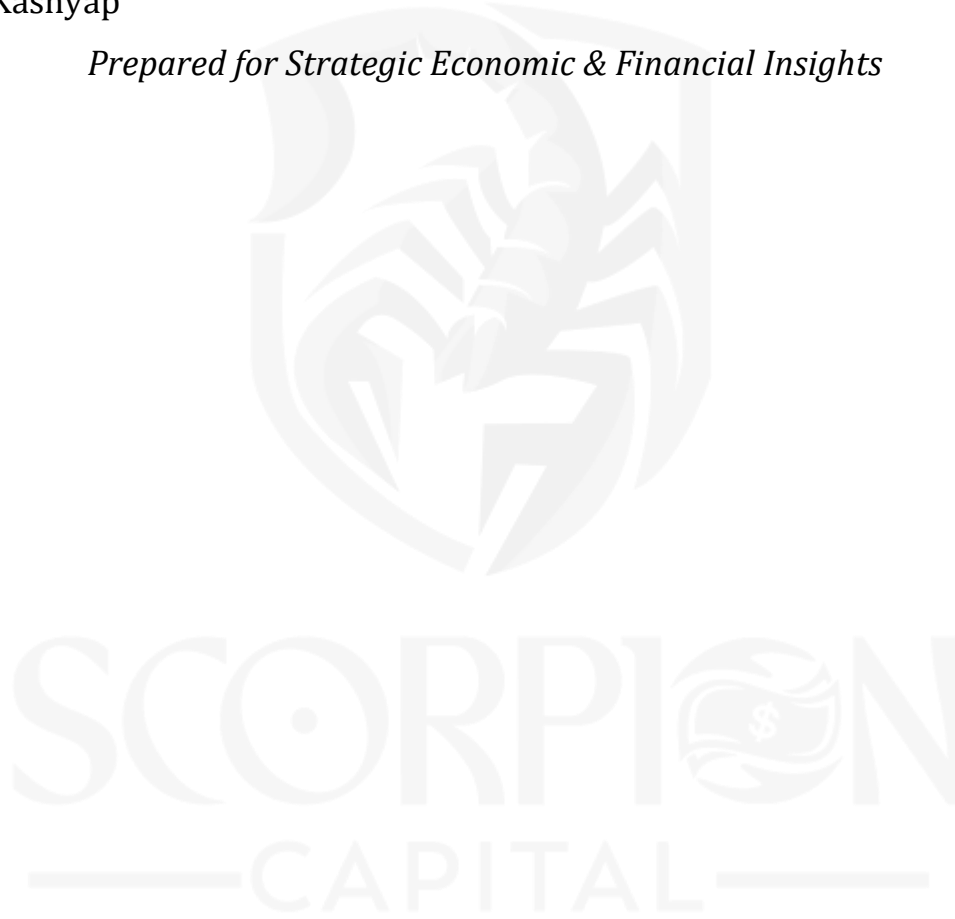 Kashyap
Prepared for Strategic Economic & Financial Insights
SCORPION
CAPITAL